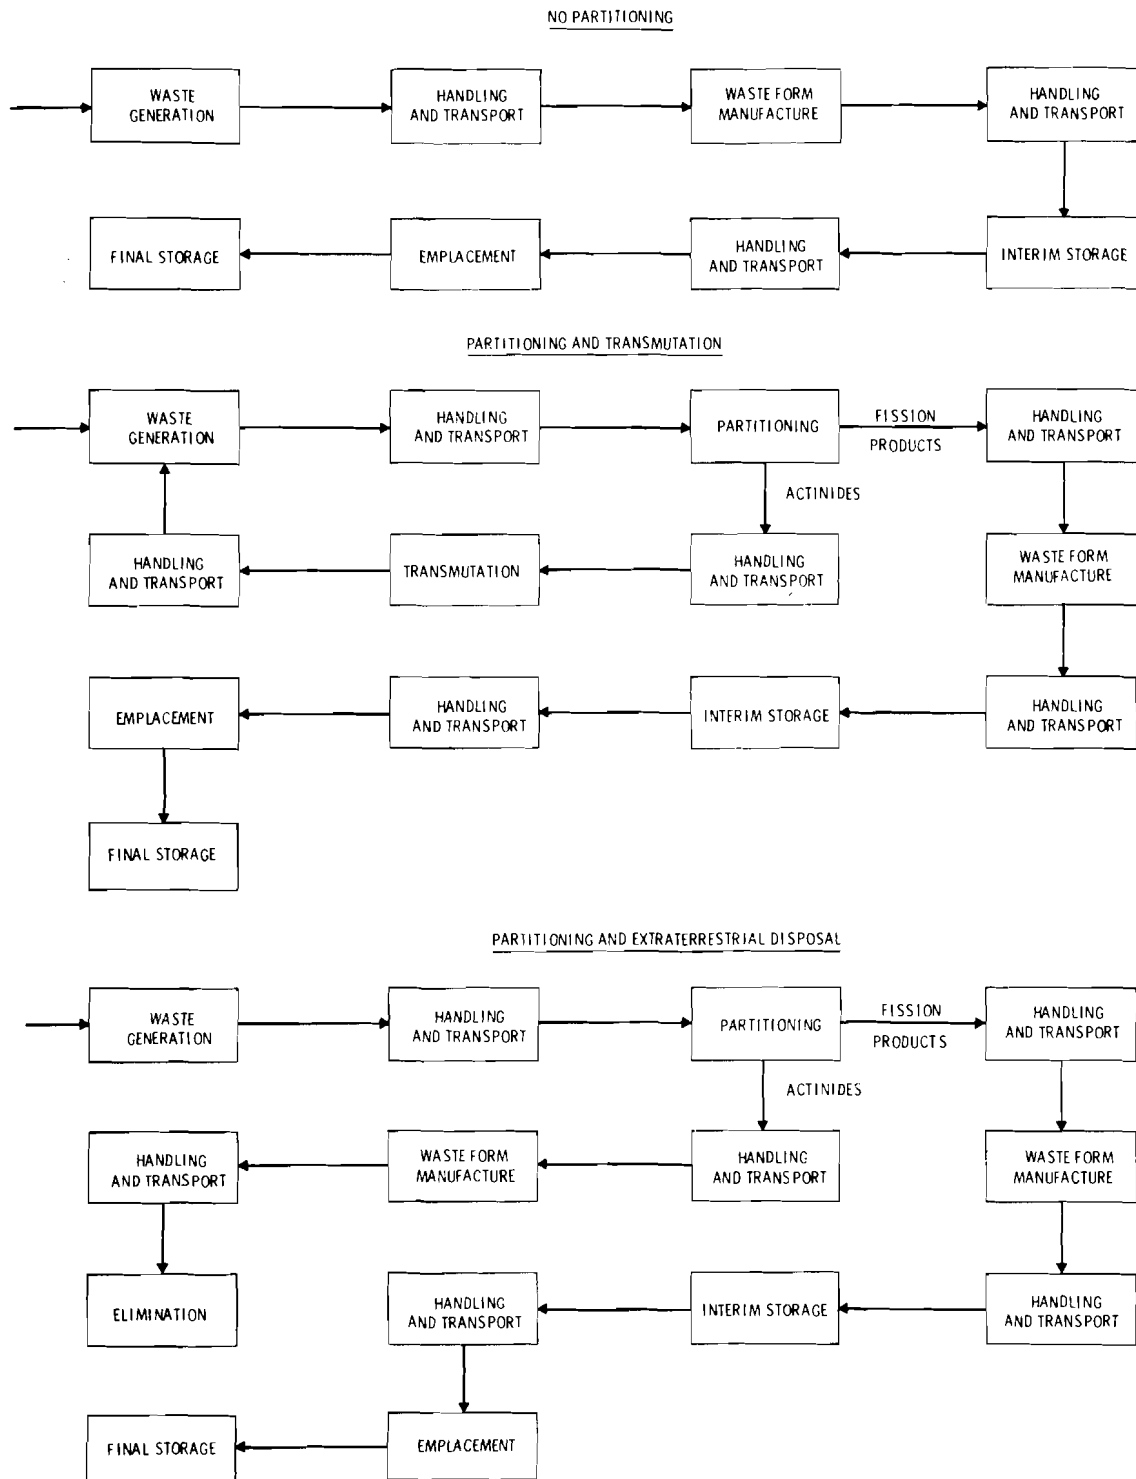 NO PARTITIONING
WASTE
GENERATION
HANDLING
AND TRANSPORT
WASTE FORM
MANUFACTURE
HANDLING
AND TRANSPORT
FINAL STORAGE
EMPLACEMENT
HANDLING
AND TRANSPORT
INTERIM STORAGE
PARTITIONING AND TRANSMUTATION
WASTE
GENERATION
HANDLING
AND TRANSPORT
PARTITIONING
FISSION
PRODUCTS
HANDLING
AND TRANSPORT
ACTINIDES
HANDLING
AND TRANSPORT
TRANSMUTATION
HANDLING
AND TRANSPORT
WASTE FORM
MANUFACTURE
EMPLACEMENT
HANDLING
AND TRANSPORT
INTERIM STORAGE
HANDLING
AND TRANSPORT
FINAL STORAGE
PARTITIONING AND EXTRATERRESTRIAL DISPOSAL
WASTE
GENERATION
HANDLING
AND TRANSPORT
PARTITIONING
FISSION
PRODUCTS
HANDLING
AND TRANSPORT
ACTINIDES
HANDLING
AND TRANSPORT
WASTE FORM
MANUFACTURE
HANDLING
AND TRANSPORT
WASTE FORM
MANUFACTURE
ELIMINATION
HANDLING
AND TRANSPORT
INTERIM STORAGE
HANDLING
AND TRANSPORT
FINAL STORAGE
EMPLACEMENT